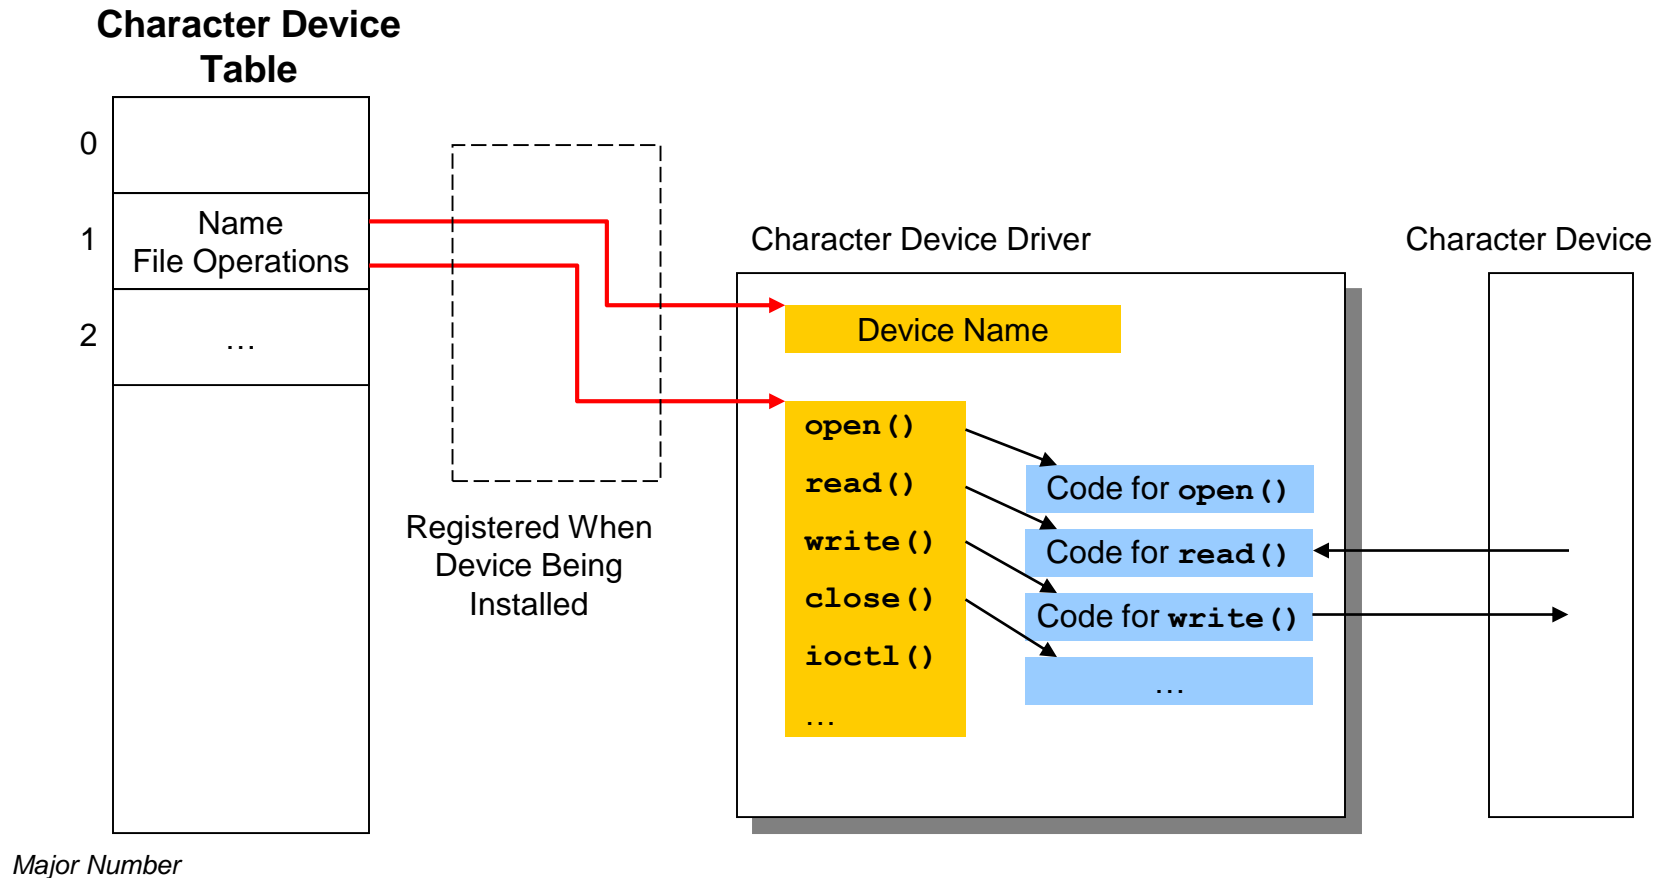 Character Device
Table
0
1
2
Name
File Operations
…
Registered When
Device Being
Installed
Character Device Driver
Device Name
open()
read()
write()
close()
ioctl()
…
Code for open()
Code for read()
Code for write()
…
Character Device
Major Number